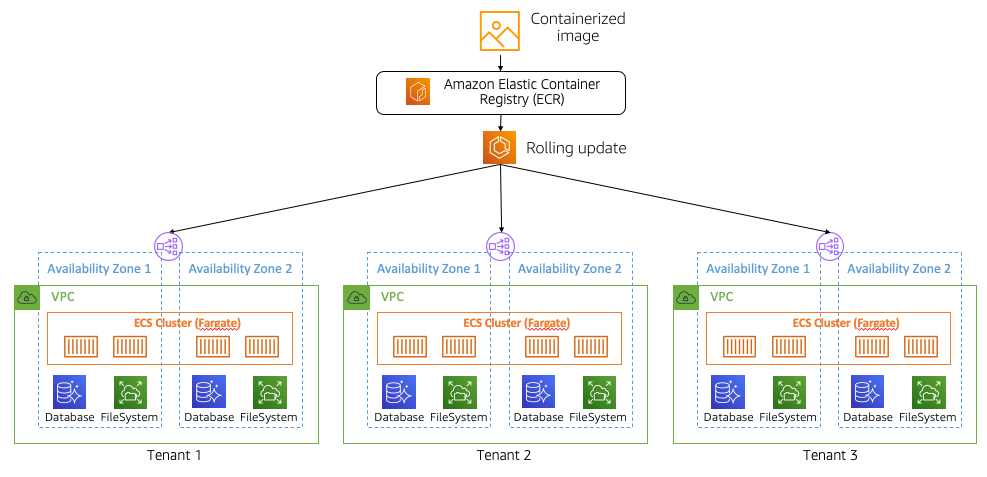 Containerized
image
Amazon Elastic Container
Registry (ECR)
Rolling update
Availability Zone 1
Availability Zone 2
VPC
ECS Cluster (Fargate)
Database
FileSystem
Database
FileSystem
Tenant 1
Availability Zone 1
Availability Zone 2
VPC
ECS Cluster (Fargate)
Database
FileSystem
Database
FileSystem
Tenant 2
Availability Zone 1
Availability Zone 2
VPC
ECS Cluster (Fargate)
Database
FileSystem
Database
FileSystem
Tenant 3